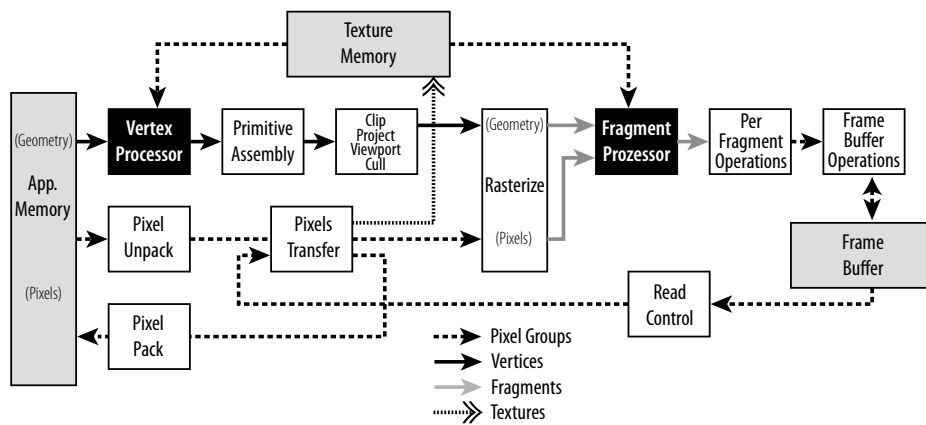 Texture
Memory
(Geometry)
App.
Memory
(Pixels)
Vertex
Processor
Primitive
Assembly
Clip
Project
Viewport
Cull
(Geometry)
Rasterize
(Pixels)
Fragment
Prozessor
Per
Fragment
Operations
Frame
Buffer
Operations
Pixel
Unpack
Pixels
Transfer
Frame
Buffer
Read
Control
Pixel
Pack
Pixel Groups
Vertices
Fragments
Textures